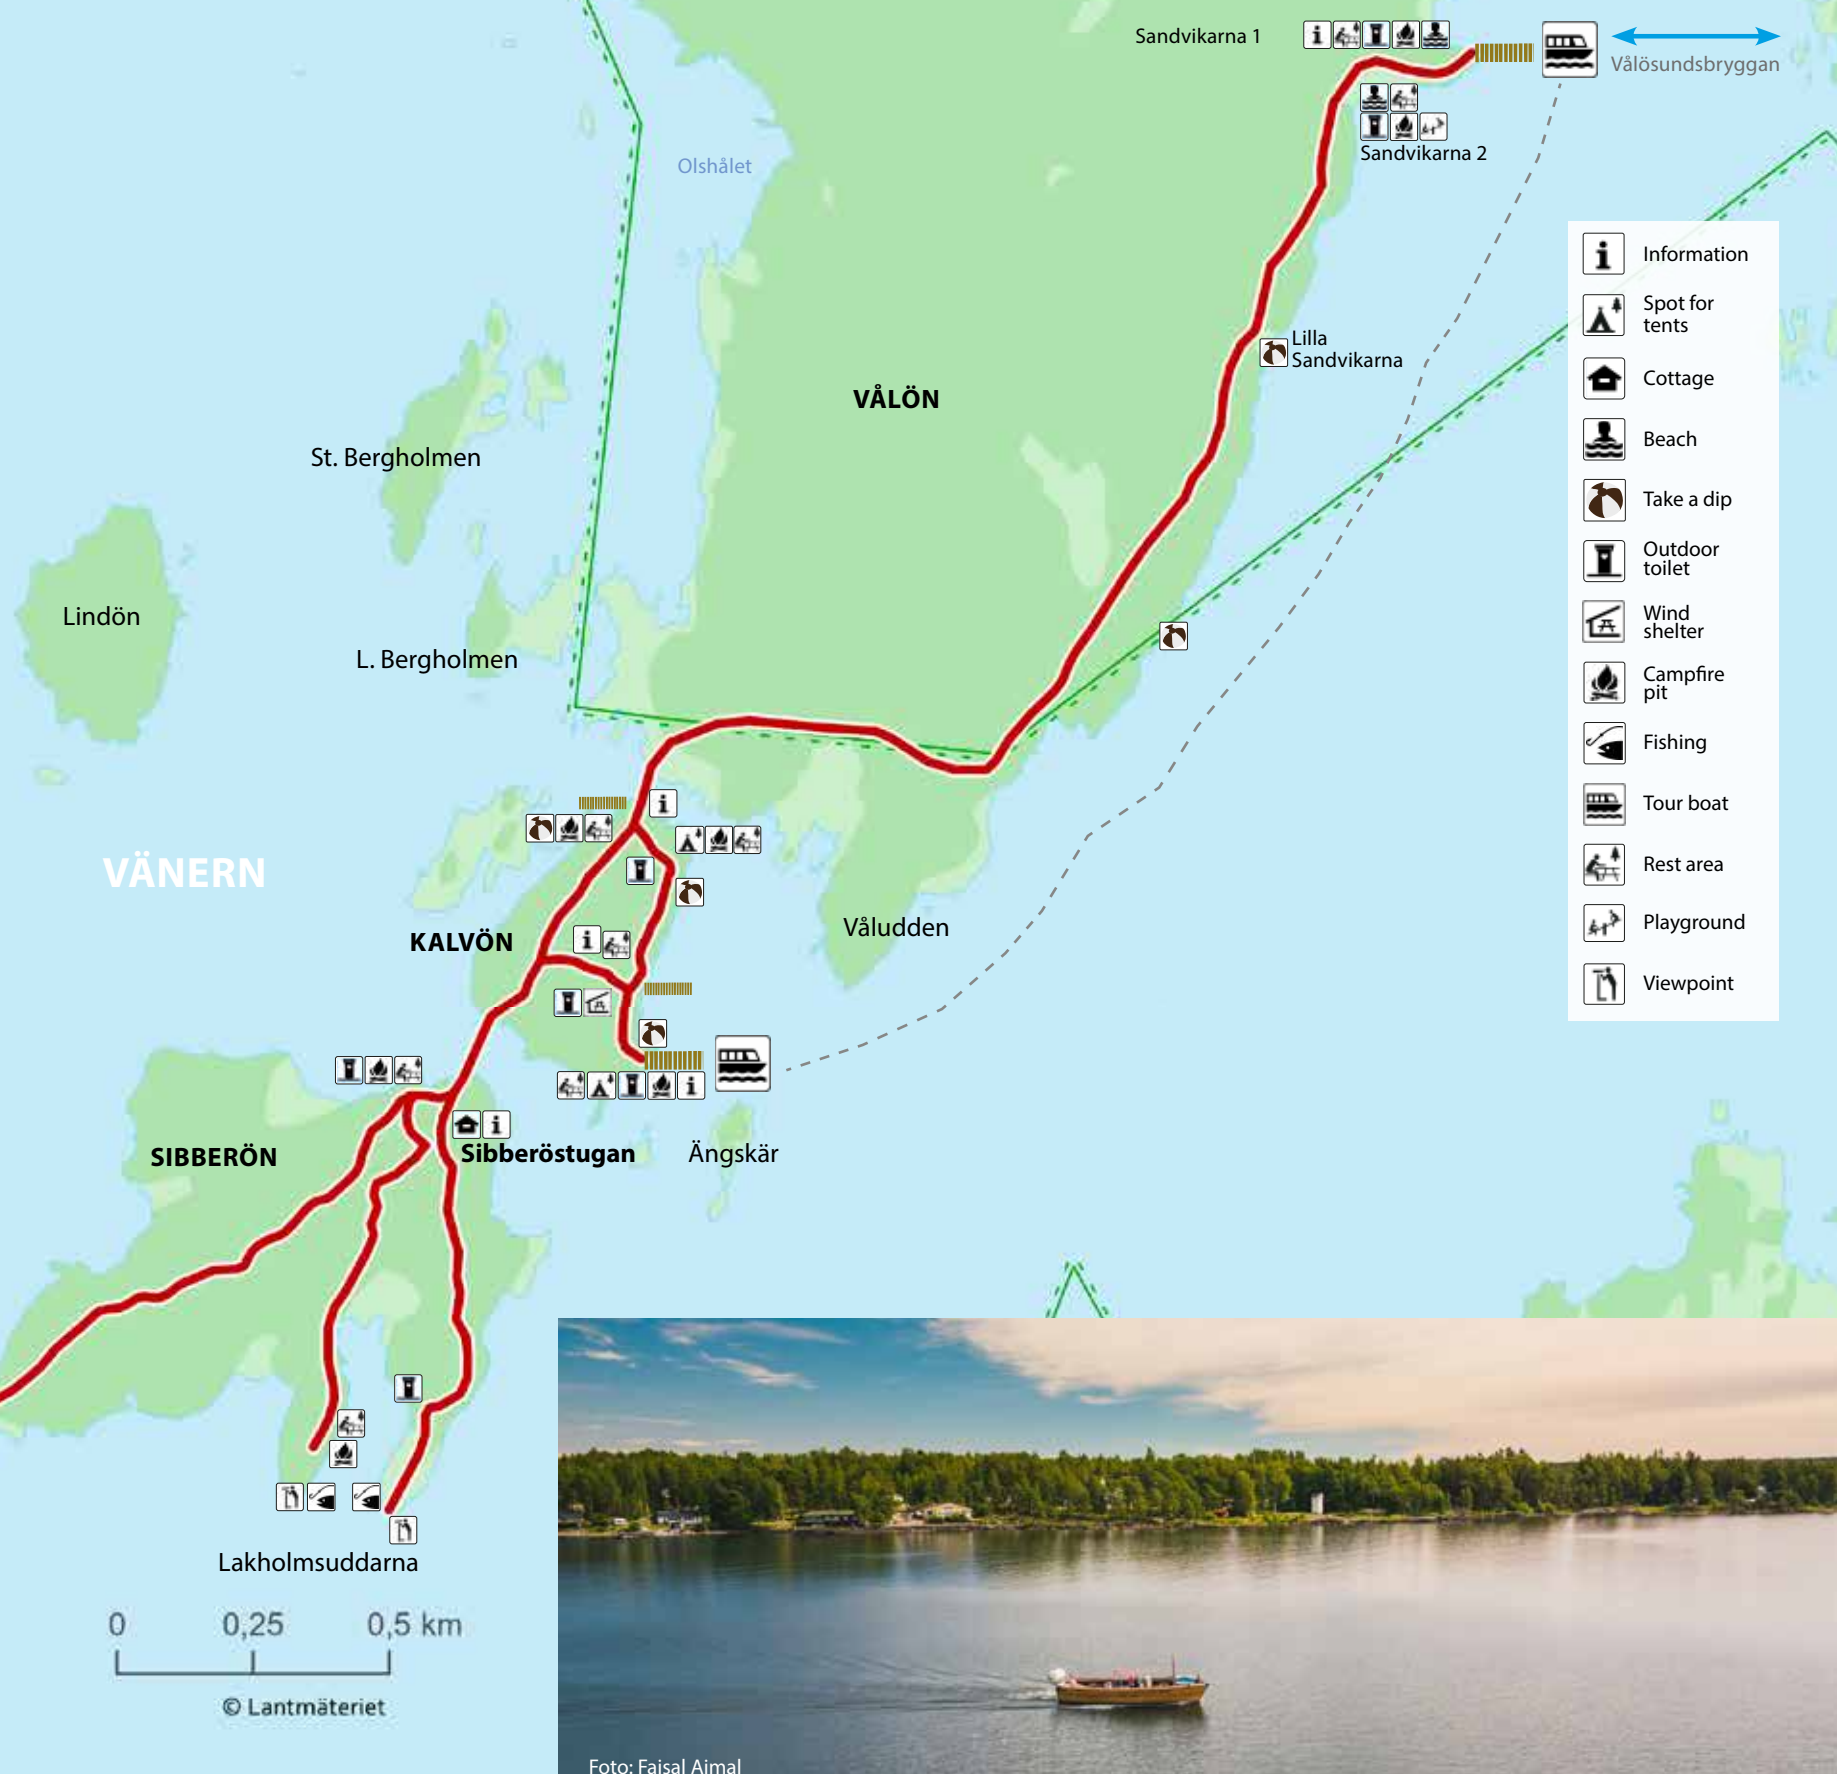 Sandvikarna 1
Vålösundsbryggan
Sandvikarna 2
Olshålet
Lilla
Sandvikarna
VÅLÖN
St. Bergholmen
Lindön
L. Bergholmen
VÄNERN
KALVÖN
Våludden
SIBBERÖN
Sibberöstugan
Ängskär
Lakholmsuddarna
Information
Spot for
tents
Cottage
Beach
Take a dip
Outdoor
toilet
Wind
shelter
Campfire
pit
Fishing
Tour boat
Rest area
Playground
Viewpoint
0 0,25 0,5 km
© Lantmäteriet
Foto: Faisal Ajmal